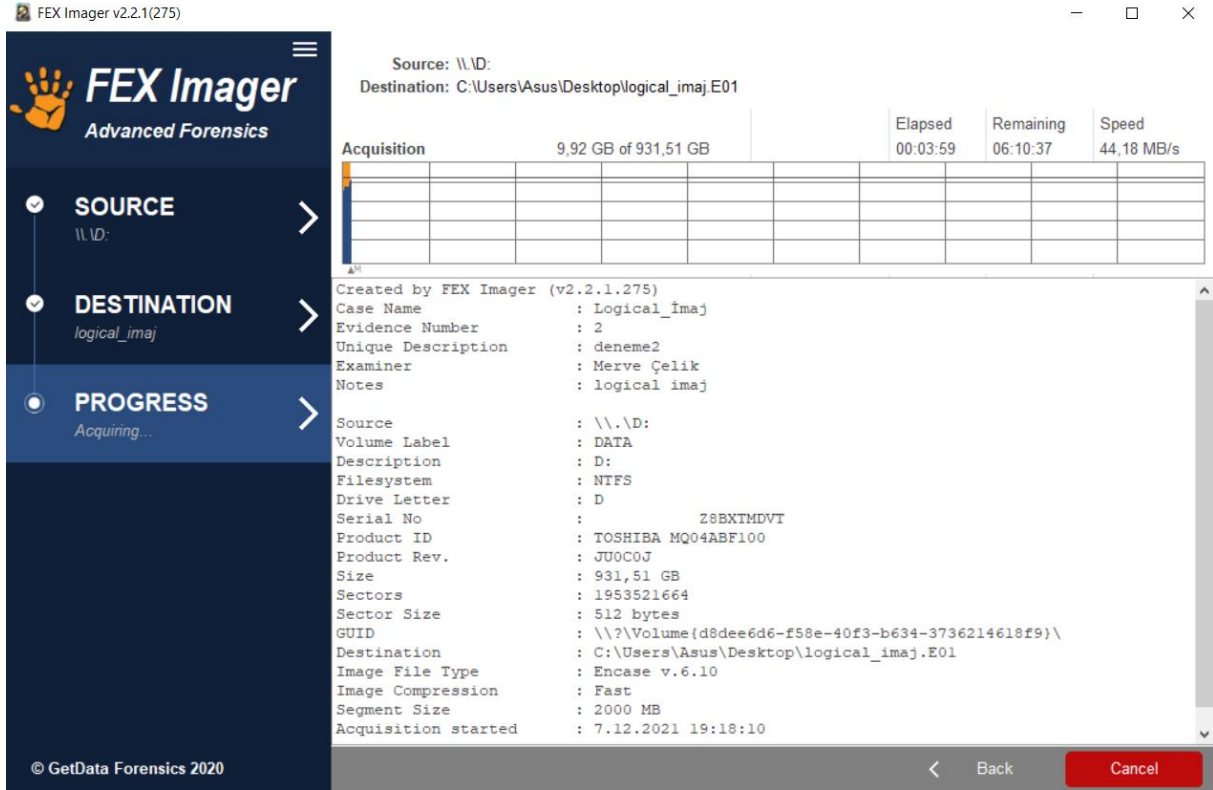 FEX Imager v2.2.1(275)
FEX Imager
Advanced Forensics
SOURCE
\\.\D:
DESTINATION
logical_imaj
PROGRESS
Acquiring...
© GetData Forensics 2020
Source: \\.\D:
Destination: C:\Users\Asus\Desktop\logical_imaj.E01
Elapsed Remaining Speed
Acquisition 9,92 GB of 931,51 GB 00:03:59 06:10:37 44,18 MB/s
M
Created by FEX Imager (v2.2.1.275)
Case Name : Logical_İmaj
Evidence Number : 2
Unique Description : deneme2
Examiner : Merve Çelik
Notes : logical imaj
Source : \\.\D:
Volume Label : DATA
Description : D:
Filesystem : NTFS
Drive Letter : D
Serial No : Z8BXTMDVT
Product ID : TOSHIBA MQ04ABF100
Product Rev. : JU0C0J
Size : 931,51 GB
Sectors : 1953521664
Sector Size : 512 bytes
GUID : \\?\Volume{d8dee6d6-f58e-40f3-b634-3736214618f9}\
Destination : C:\Users\Asus\Desktop\logical_imaj.E01
Image File Type : Encase v.6.10
Image Compression : Fast
Segment Size : 2000 MB
Acquisition started : 7.12.2021 19:18:10
Back
Cancel